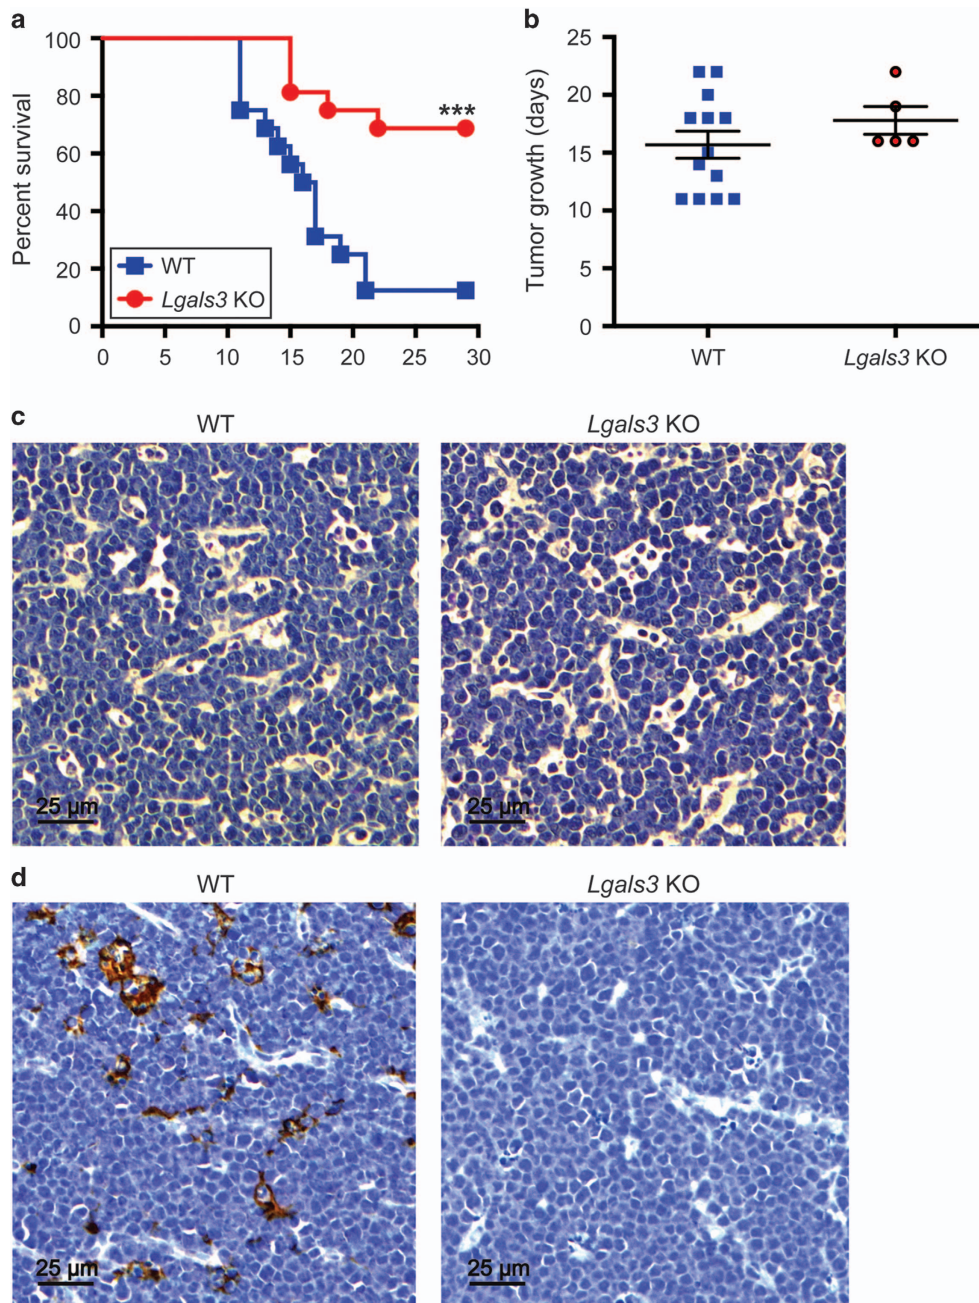 a
100
80
60
40
20
0
Percent survival
***
WT
Lgals3 KO
0 5 10 15 20 25 30
b
25
20
15
10
5
0
Tumor growth (days)
WT Lgals3 KO
c
WT Lgals3 KO
25 µm 25 µm
d
WT Lgals3 KO
25 µm 25 µm